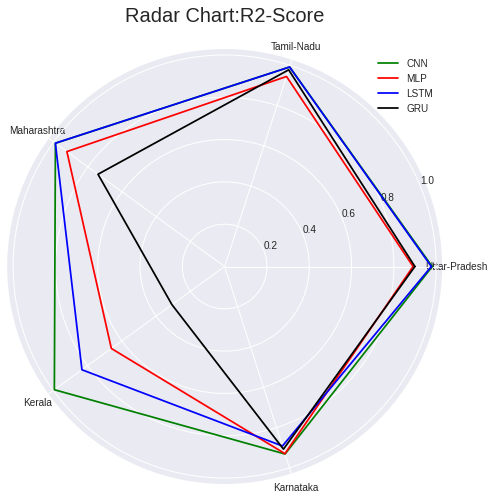 Radar Chart:R2-Score
Tamil-Nadu
CNN
MLP
LSTM
GRU
Maharashtra
1.0
0.8
0.6
0.4
0.2
Uttar-Pradesh
Kerala
Karnataka